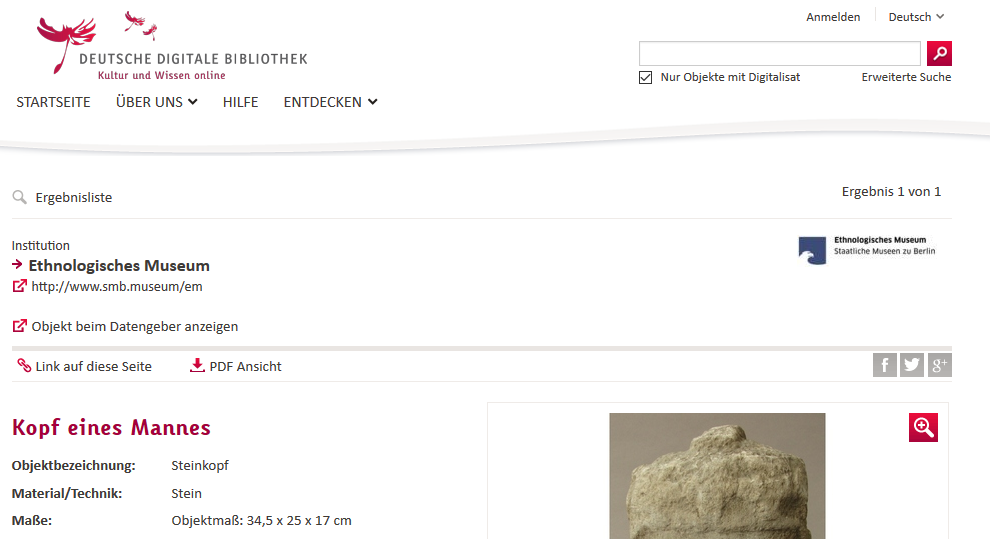 Anmelden
Deutsch
DEUTSCHE DIGITALE BIBLIOTHEK
Kultur und Wissen online
Nur Objekte mit Digitalisat
Erweiterte Suche
STARTSEITE ÜBER UNS HILFE ENTDECKEN
Ergebnisliste
Ergebnis 1 von 1
Institution
Ethnologisches Museum
http://www.smb.museum/em
Ethnologisches Museum
Staatliche Museen zu Berlin
Objekt beim Datengeber anzeigen
Link auf diese Seite PDF Ansicht
f g+
Kopf eines Mannes
Objektbezeichnung: Steinkopf
Material/Technik: Stein
Maße: Objektmaß: 34,5 x 25 x 17 cm